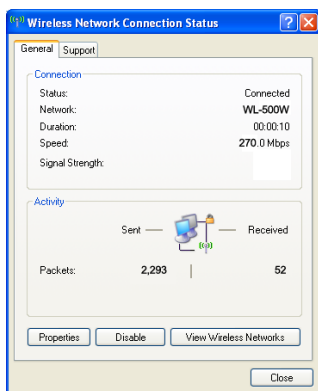 Wireless Network Connection Status
General Support
Connection
Status: Connected
Network: WL-500W
Duration: 00:00:10
Speed: 270.0 Mbps
Signal Strength:
Activity
Sent Received
Packets: 2,293 52
Properties Disable View Wireless Networks
Close